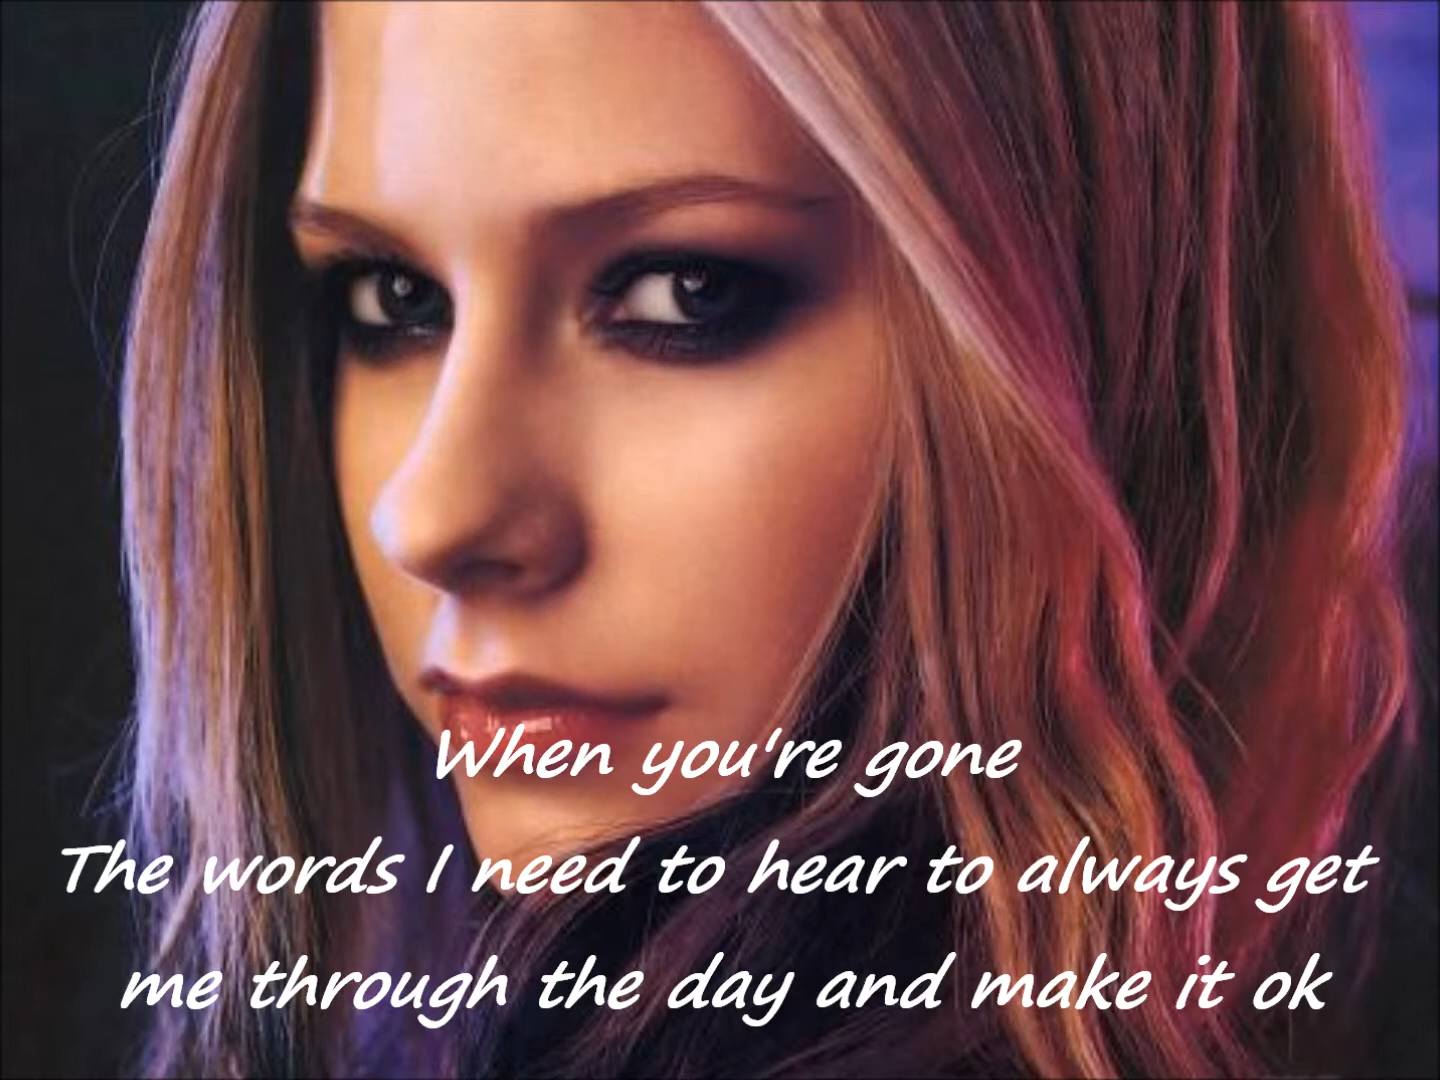 When you're gone
The words I need to hear to always get
me through the day and make it ok